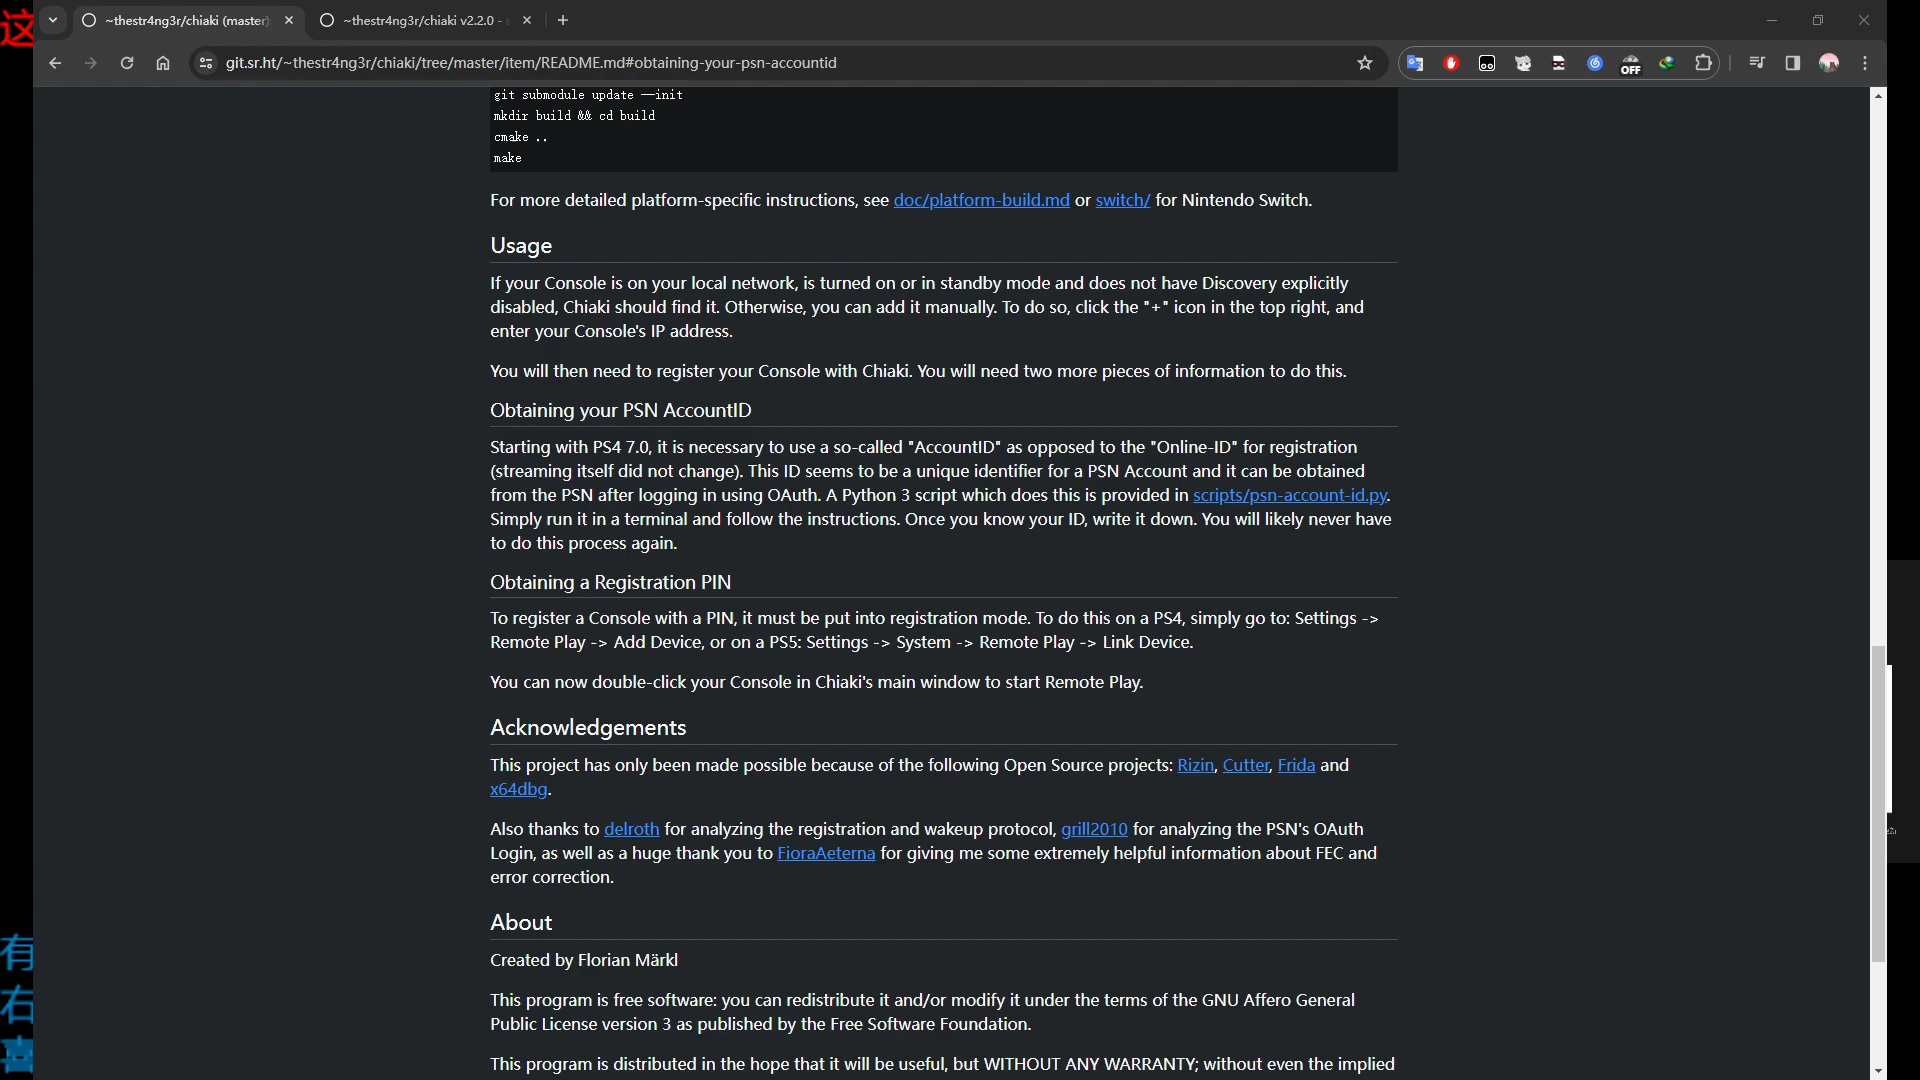 这
~thestr4ng3r/chiaki (master)
~thestr4ng3r/chiaki v2.2.0 -
git.sr.ht/~thestr4ng3r/chiaki/tree/master/item/README.md#obtaining-your-psn-accountid
OFF
git submodule update --init
mkdir build && cd build
cmake ..
make
For more detailed platform-specific instructions, see doc/platform-build.md or switch/ for Nintendo Switch.
Usage
If your Console is on your local network, is turned on or in standby mode and does not have Discovery explicitly
disabled, Chiaki should find it. Otherwise, you can add it manually. To do so, click the "+" icon in the top right, and
enter your Console's IP address.
You will then need to register your Console with Chiaki. You will need two more pieces of information to do this.
Obtaining your PSN AccountID
Starting with PS4 7.0, it is necessary to use a so-called "AccountID" as opposed to the "Online-ID" for registration
(streaming itself did not change). This ID seems to be a unique identifier for a PSN Account and it can be obtained
from the PSN after logging in using OAuth. A Python 3 script which does this is provided in scripts/psn-account-id.py.
Simply run it in a terminal and follow the instructions. Once you know your ID, write it down. You will likely never have
to do this process again.
Obtaining a Registration PIN
To register a Console with a PIN, it must be put into registration mode. To do this on a PS4, simply go to: Settings ->
Remote Play -> Add Device, or on a PS5: Settings -> System -> Remote Play -> Link Device.
You can now double-click your Console in Chiaki's main window to start Remote Play.
Acknowledgements
This project has only been made possible because of the following Open Source projects: Rizin, Cutter, Frida and
x64dbg.
Also thanks to delroth for analyzing the registration and wakeup protocol, grill2010 for analyzing the PSN's OAuth
Login, as well as a huge thank you to FioraAeterna for giving me some extremely helpful information about FEC and
error correction.
About
Created by Florian Märkl
This program is free software: you can redistribute it and/or modify it under the terms of the GNU Affero General
Public License version 3 as published by the Free Software Foundation.
This program is distributed in the hope that it will be useful, but WITHOUT ANY WARRANTY; without even the implied
有
右